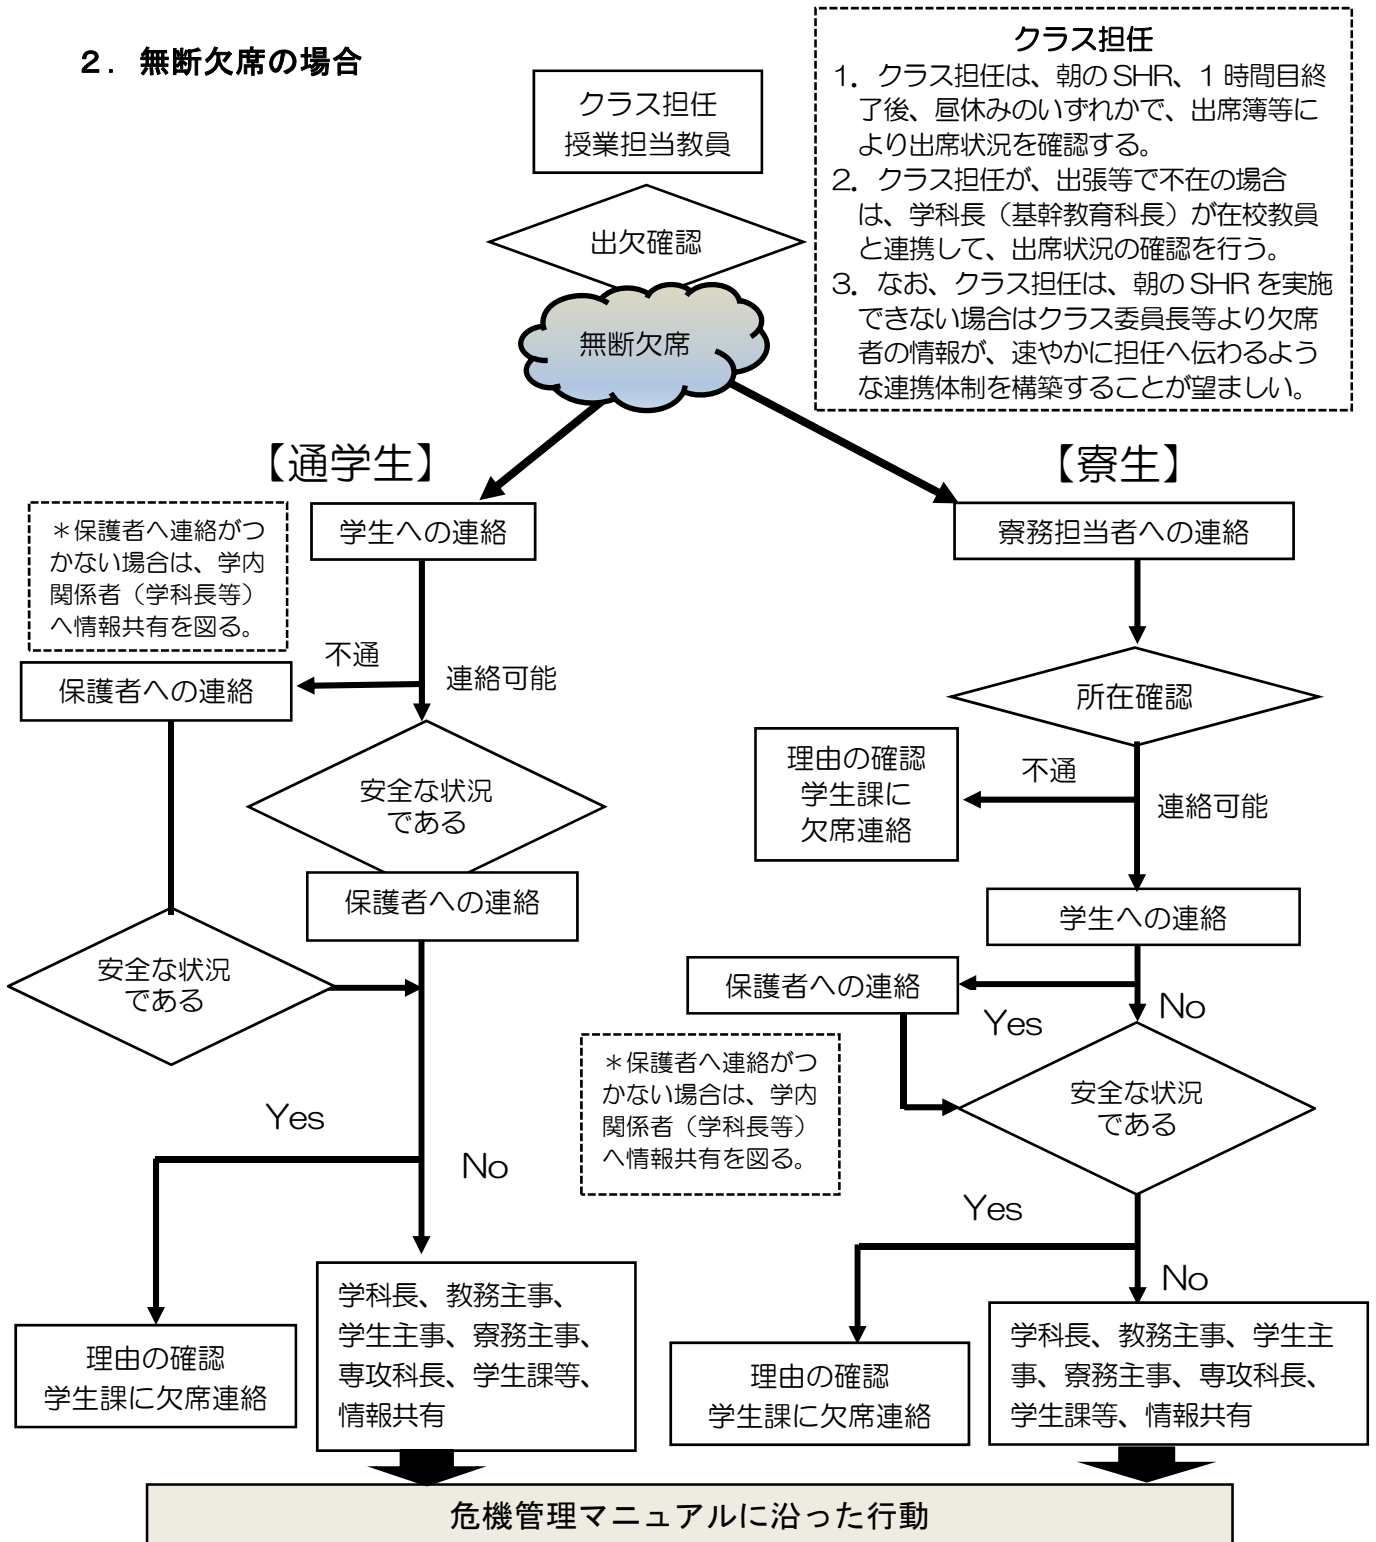 ２．無断欠席の場合
クラス担任
授業担当教員
出欠確認
無断欠席
クラス担任
1．クラス担任は、朝の SHR、1 時間目終
了後、昼休みのいずれかで、出席簿等に
より出席状況を確認する。
2．クラス担任が、出張等で不在の場合
は、学科長（基幹教育科長）が在校教員
と連携して、出席状況の確認を行う。
3．なお、クラス担任は、朝の SHR を実施
できない場合はクラス委員長等より欠席
者の情報が、速やかに担任へ伝わるよう
な連携体制を構築することが望ましい。
【通学生】
学生への連絡
＊保護者へ連絡がつ
かない場合は、学内
関係者（学科長等）
へ情報共有を図る。
不通
連絡可能
保護者への連絡
安全な状況
である
保護者への連絡
安全な状況
である
Yes
No
理由の確認
学生課に欠席連絡
学科長、教務主事、
学生主事、寮務主事、
専攻科長、学生課等、
情報共有
【寮生】
寮務担当者への連絡
所在確認
不通
連絡可能
理由の確認
学生課に
欠席連絡
学生への連絡
保護者への連絡
Yes
No
＊保護者へ連絡がつ
かない場合は、学内
関係者（学科長等）
へ情報共有を図る。
安全な状況
である
Yes
No
理由の確認
学生課に欠席連絡
学科長、教務主事、学生主
事、寮務主事、専攻科長、
学生課等、情報共有
危機管理マニュアルに沿った行動